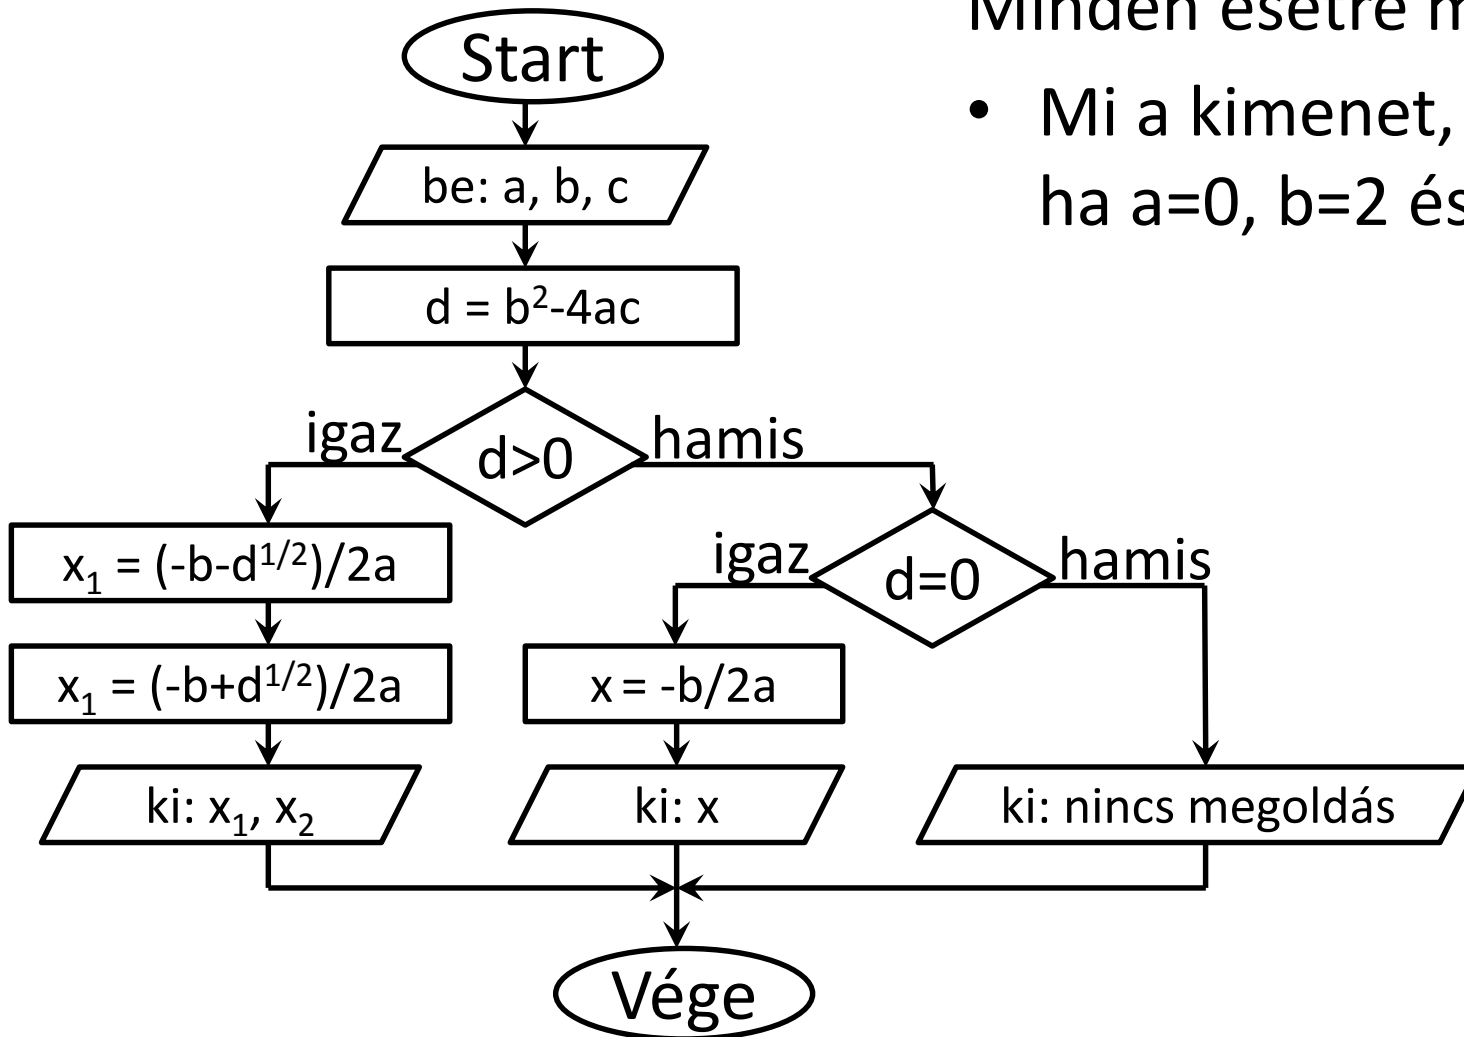 Start
be: a, b, c
d = b²-4ac
igaz
d>0
hamis
x₁ = (-b-d¹/²)/2a
x₁ = (-b+d¹/²)/2a
ki: x₁, x₂
igaz
d=0
hamis
x = -b/2a
ki: x
ki: nincs megoldás
Vége
Minden esetre
• Mi a kimenet,
ha a=0, b=2 és